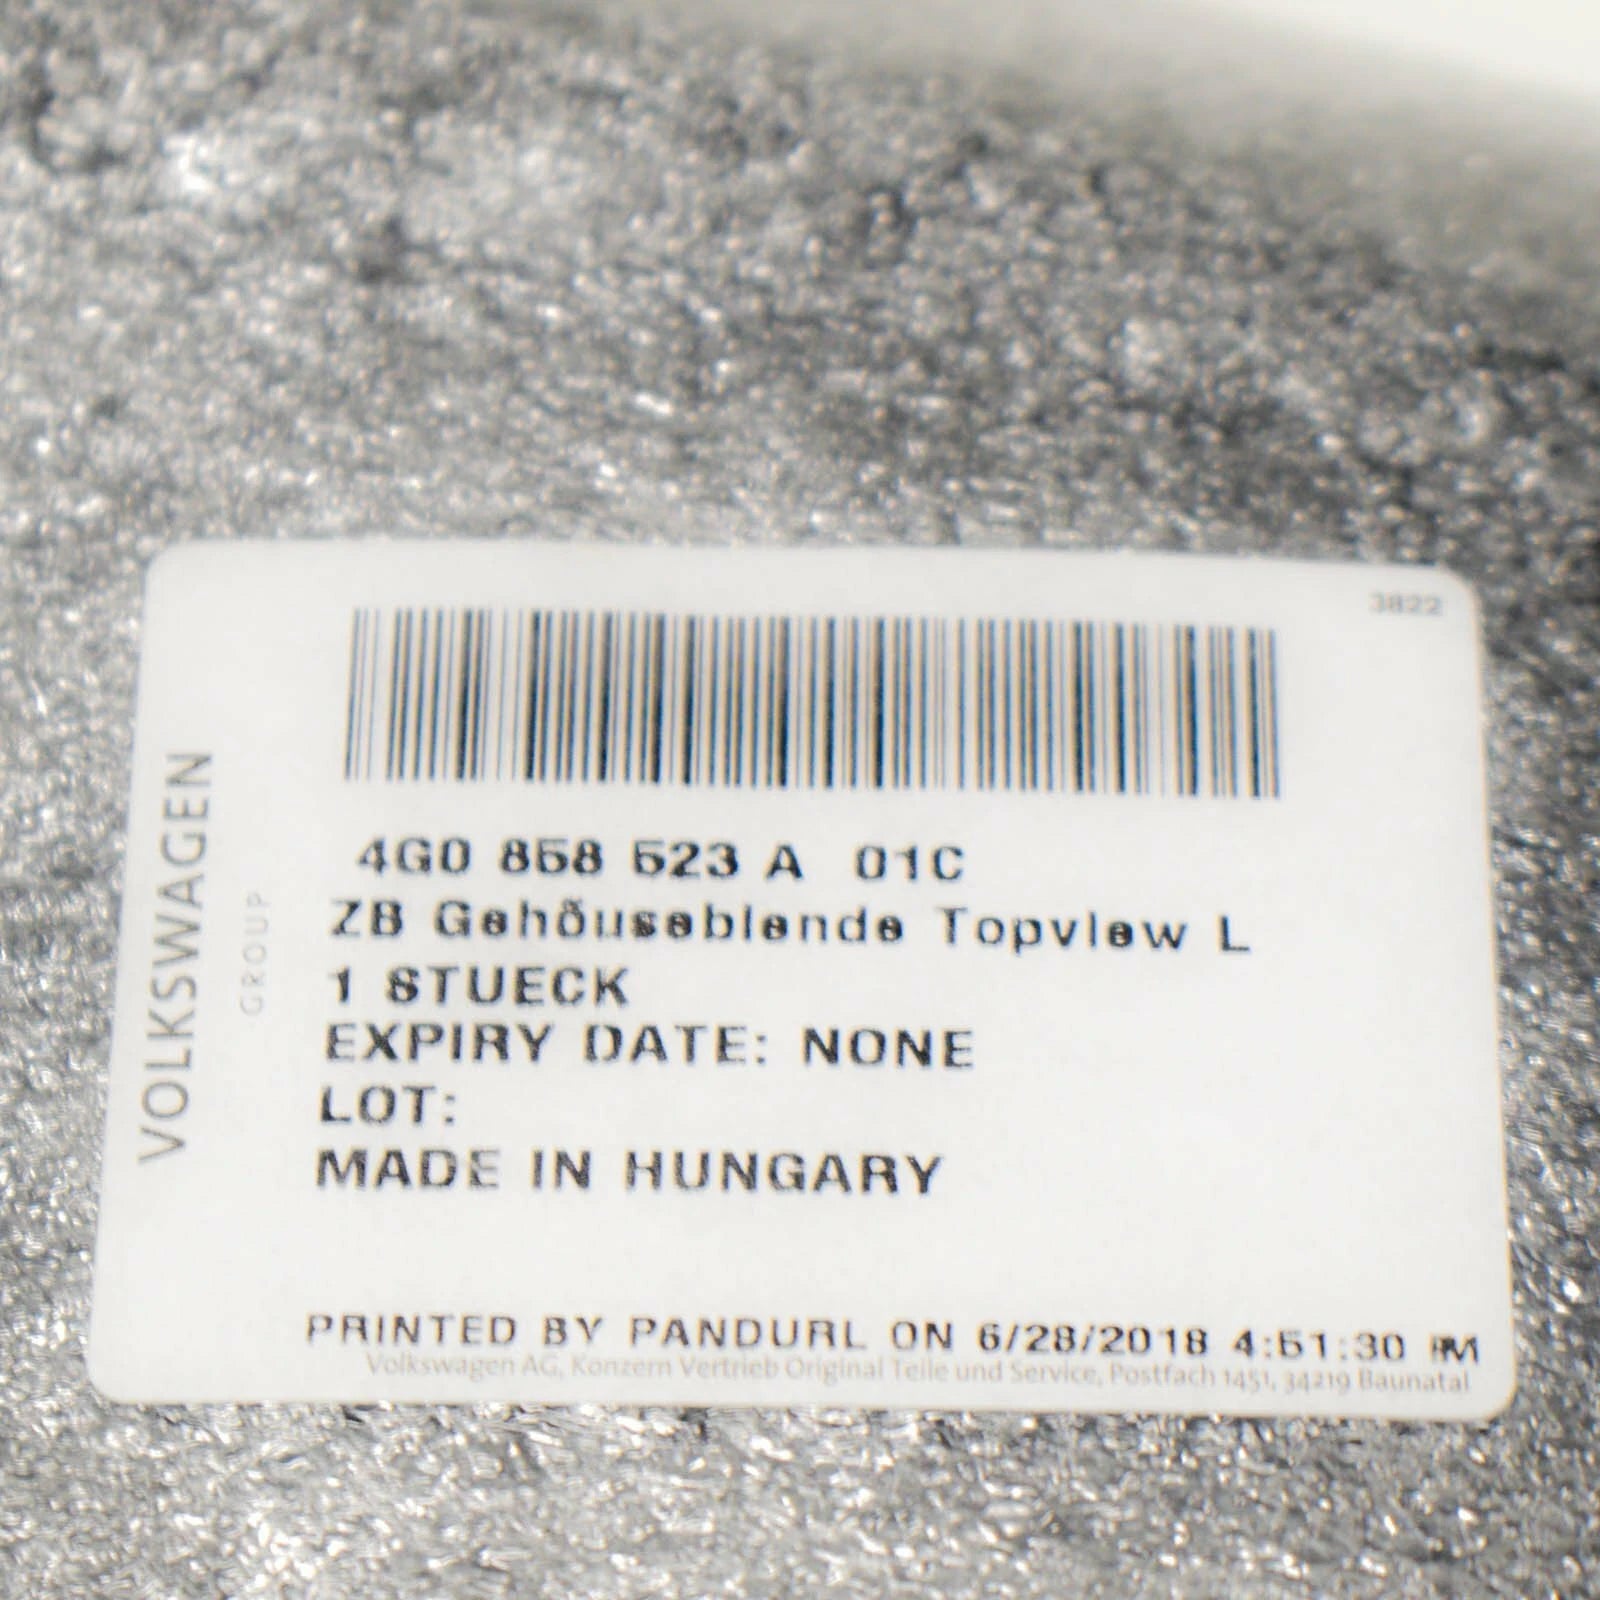 3822
VOLKSWAGEN
GROUP
4G0 858 523 A 01C
ZB Gehõuseblende Topview L
1 STUECK
EXPIRY DATE: NONE
LOT:
MADE IN HUNGARY
PRINTED BY PANDURL ON 6/28/2018 4:51:30 PM
Volkswagen AG, Konzern Vertrieb Original Teile und Service, Postfach 1451, 34219 Baunatal